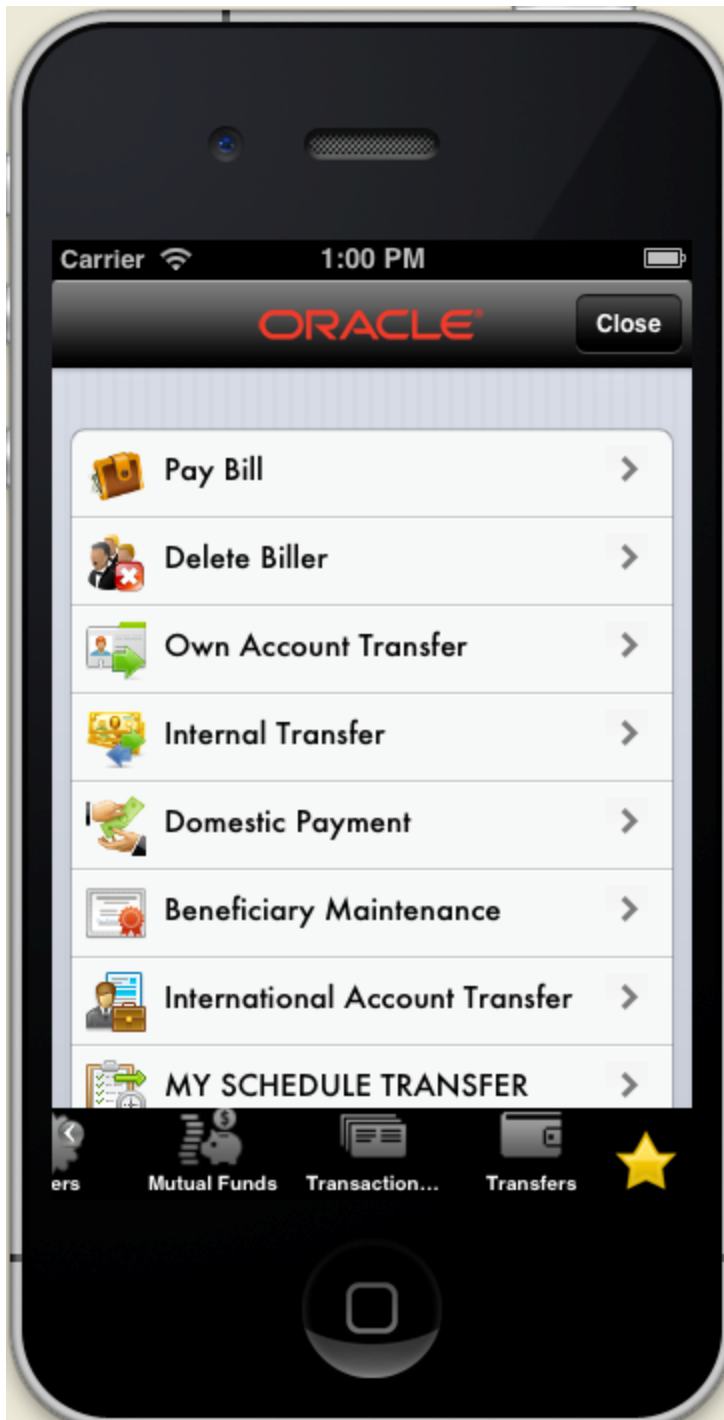 Carrier 1:00 PM
ORACLE® Close
Pay Bill
Delete Biller
Own Account Transfer
Internal Transfer
Domestic Payment
Beneficiary Maintenance
International Account Transfer
MY SCHEDULE TRANSFER
ers Mutual Funds Transaction... Transfers